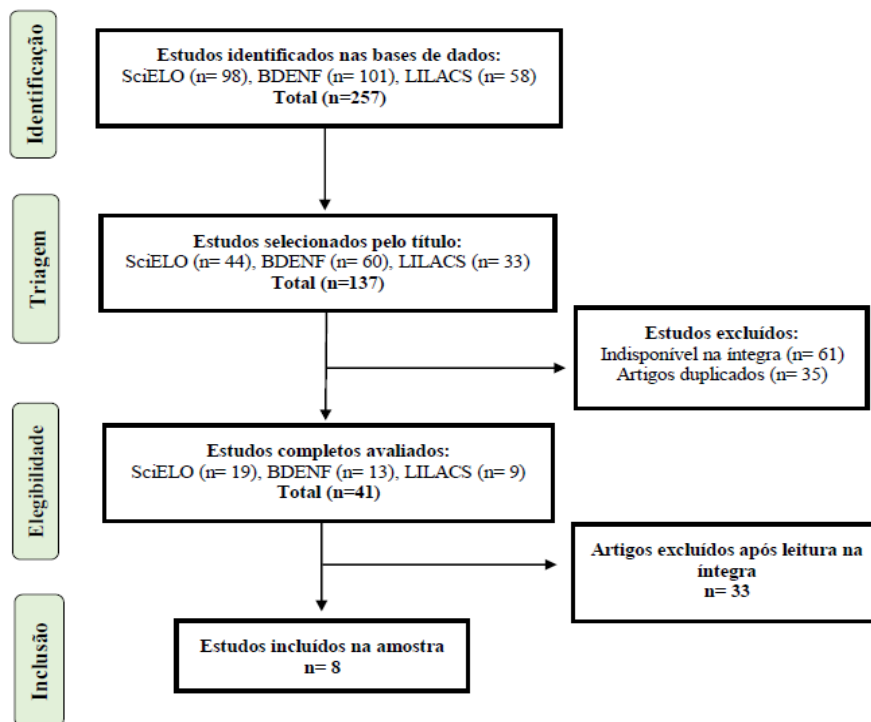 Identificação
Estudos identificados nas bases de dados:
SciELO (n= 98), BDENF (n= 101), LILACS (n= 58)
Total (n=257)
Triagem
Estudos selecionados pelo título:
SciELO (n= 44), BDENF (n= 60), LILACS (n= 33)
Total (n=137)
Estudos excluídos:
Indisponível na íntegra (n= 61)
Artigos duplicados (n= 35)
Elegibilidade
Estudos completos avaliados:
SciELO (n= 19), BDENF (n= 13), LILACS (n= 9)
Total (n=41)
Artigos excluídos após leitura na
íntegra
n= 33
Inclusão
Estudos incluídos na amostra
n= 8